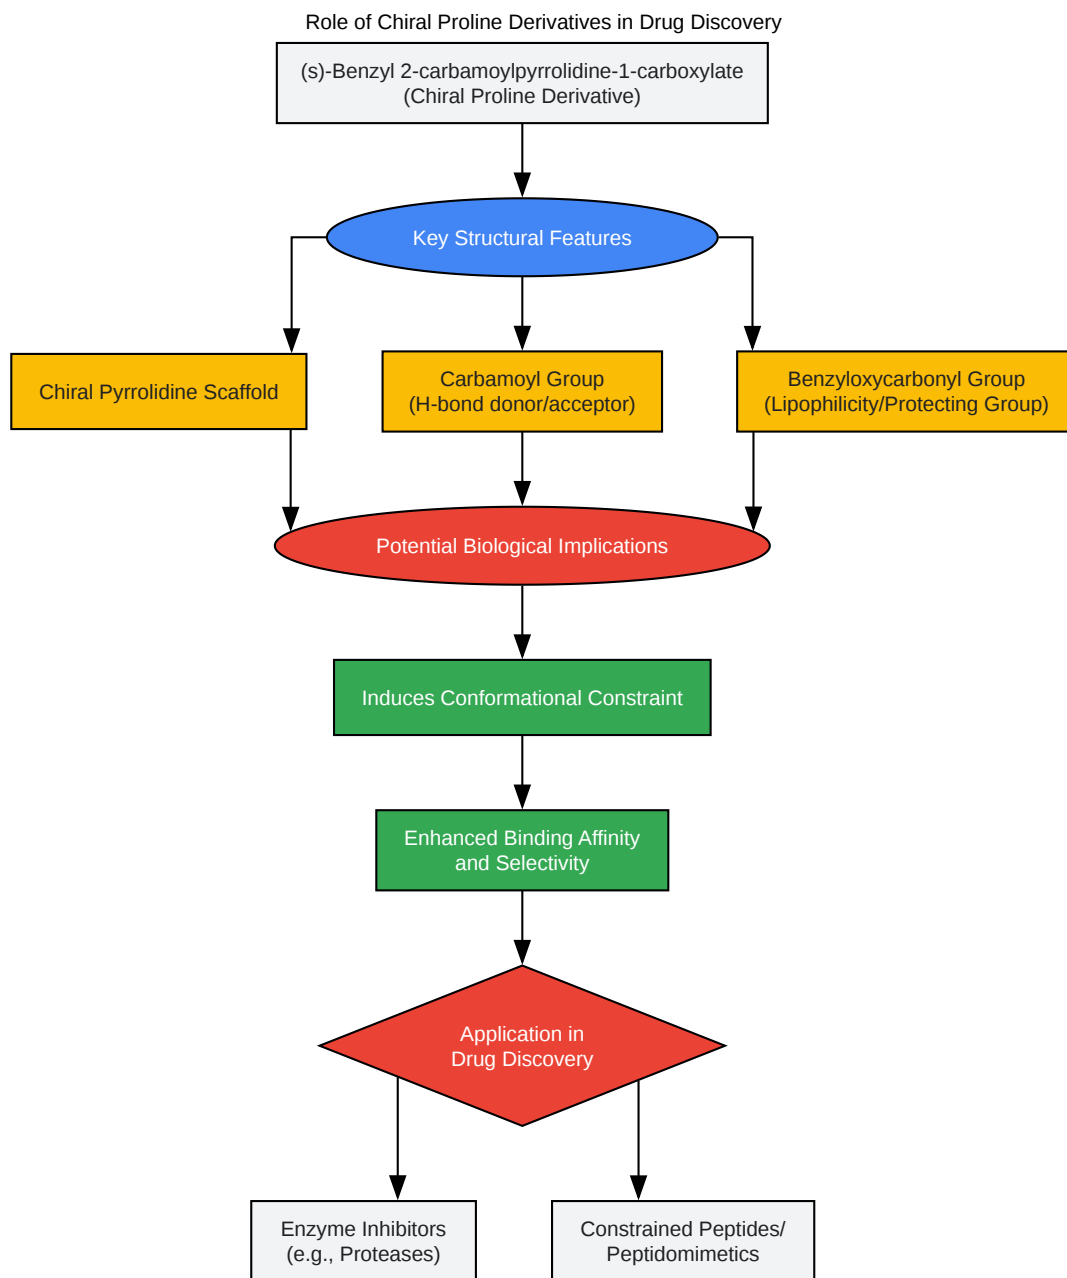 Role of Chiral Proline Derivatives in Drug Discovery
(s)-Benzyl 2-carbamoylpyrrolidine-1-carboxylate
(Chiral Proline Derivative)
Key Structural Features
Chiral Pyrrolidine Scaffold
Carbamoyl Group
(H-bond donor/acceptor)
Benzyloxycarbonyl Group
(Lipophilicity/Protecting Group)
Potential Biological Implications
Induces Conformational Constraint
Enhanced Binding Affinity
and Selectivity
Application in
Drug Discovery
Enzyme Inhibitors
(e.g., Proteases)
Constrained Peptides/
Peptidomimetics